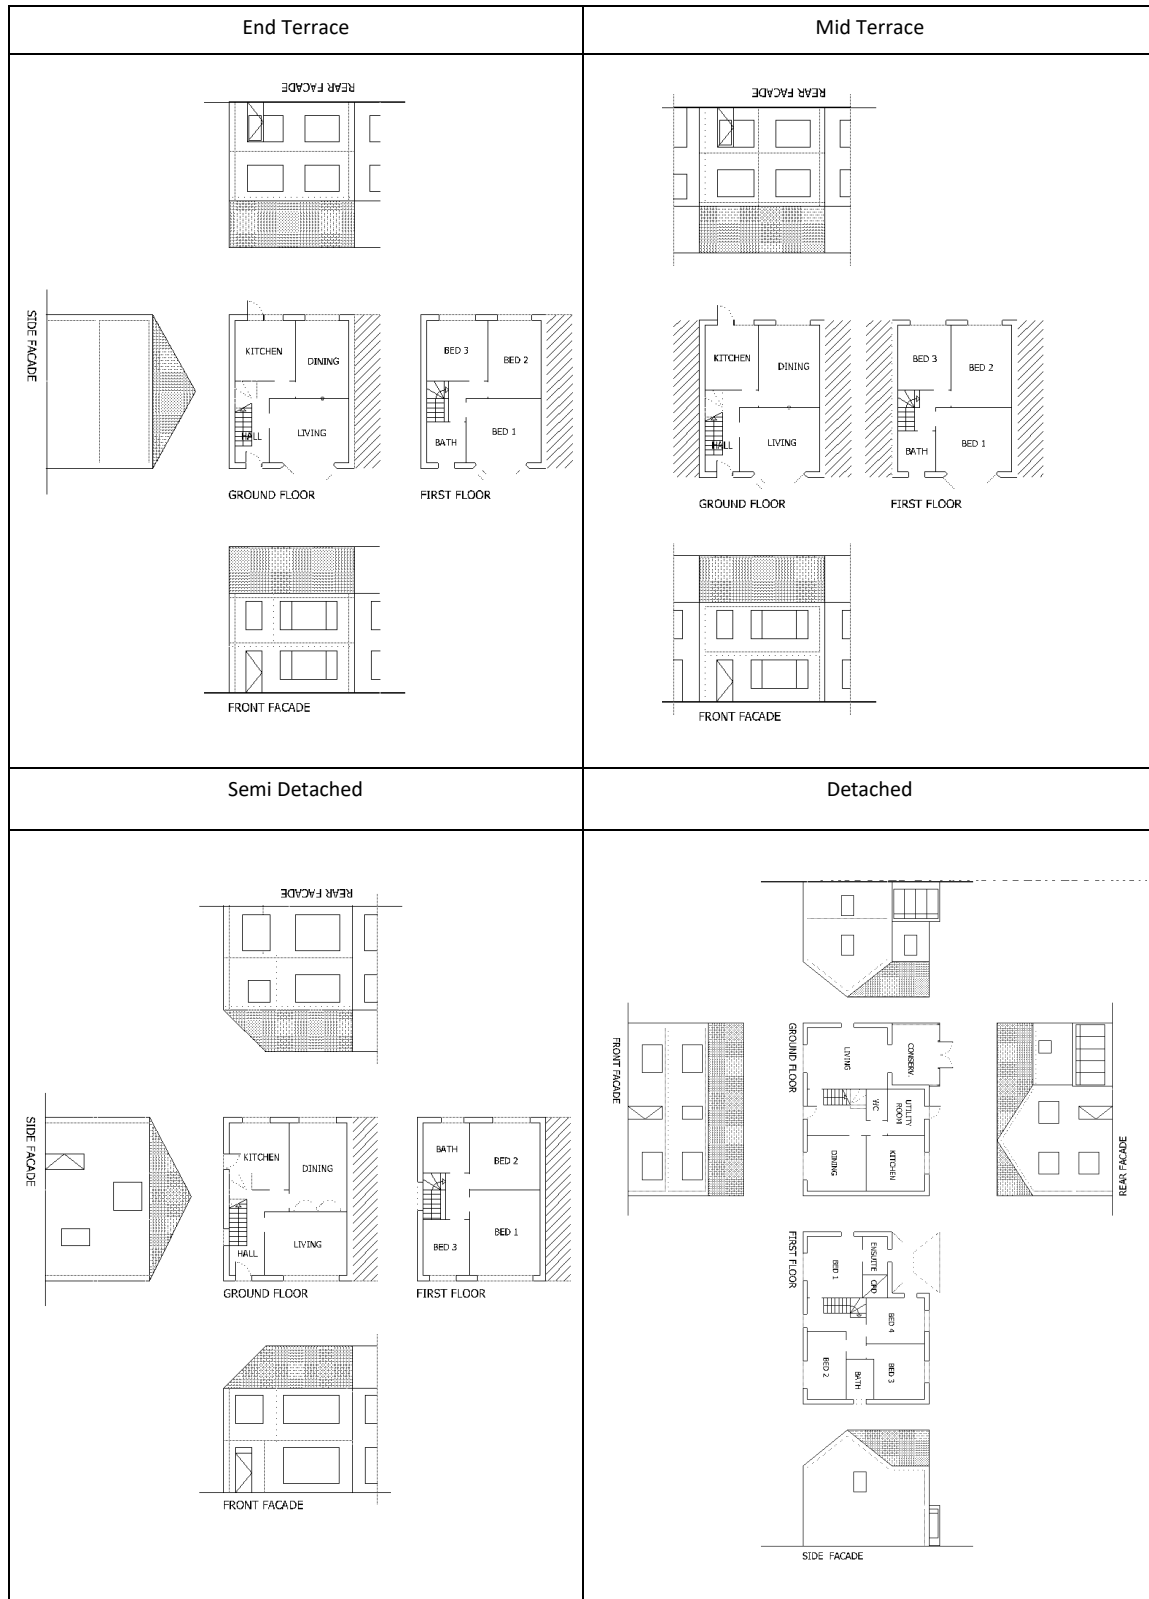 End Terrace
Mid Terrace
REAR FACADE
SIDE FACADE
KITCHEN
DINING
HALL
LIVING
GROUND FLOOR
BED 3
BED 2
BATH
BED 1
FIRST FLOOR
FRONT FACADE
REAR FACADE
KITCHEN
DINING
HALL
LIVING
GROUND FLOOR
BED 3
BED 2
BATH
BED 1
FIRST FLOOR
FRONT FACADE
Semi Detached
Detached
REAR FACADE
SIDE FACADE
KITCHEN
DINING
HALL
LIVING
GROUND FLOOR
BATH
BED 2
BED 3
BED 1
FIRST FLOOR
FRONT FACADE
FRONT FACADE
GROUND FLOOR
LIVING
CONSERV.
WC
UTILITY
ROOM
DINING
KITCHEN
REAR FACADE
FIRST FLOOR
BED 1
ENSUITE
CPD
BED 4
BED 2
BATH
BED 3
SIDE FACADE